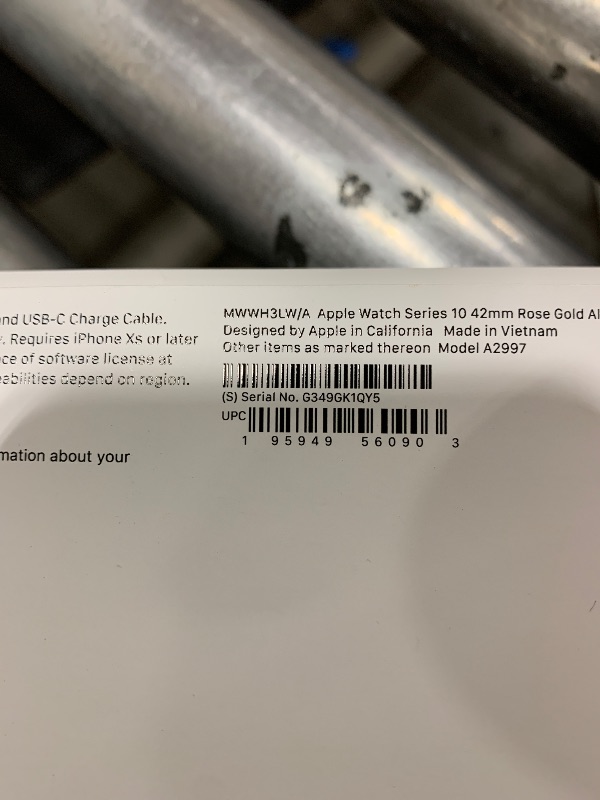 and USB-C Charge Cable.
. Requires iPhone Xs or later
ce of software license at
abilities depend on region.
mation about your
MWWH3LW/A Apple Watch Series 10 42mm Rose Gold Al
Designed by Apple in California Made in Vietnam
Other items as marked thereon Model A2997
(S) Serial No. G349GK1QY5
UPC
1 95949 56090 3